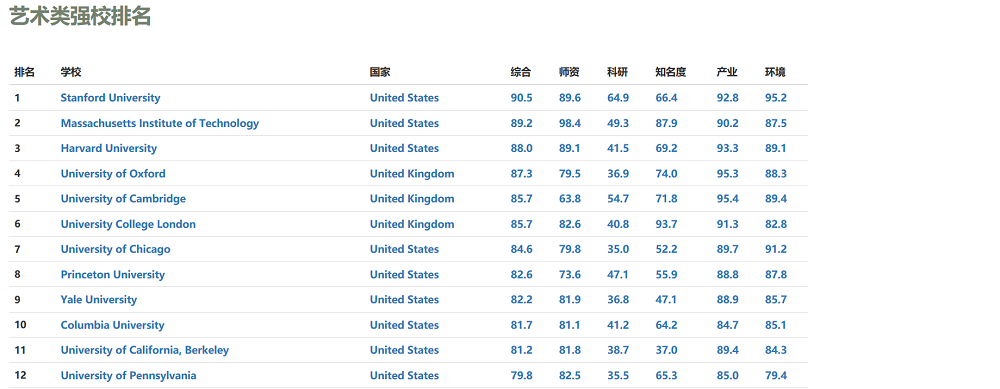 艺术类强校排名
排名 学校 国家 综合 师资 科研 知名度 产业 环境
1 Stanford University United States 90.5 89.6 64.9 66.4 92.8 95.2
2 Massachusetts Institute of Technology United States 89.2 98.4 49.3 87.9 90.2 87.5
3 Harvard University United States 88.0 89.1 41.5 69.2 93.3 89.1
4 University of Oxford United Kingdom 87.3 79.5 36.9 74.0 95.3 88.3
5 University of Cambridge United Kingdom 85.7 63.8 54.7 71.8 95.4 89.4
6 University College London United Kingdom 85.7 82.6 40.8 93.7 91.3 82.8
7 University of Chicago United States 84.6 79.8 35.0 52.2 89.7 91.2
8 Princeton University United States 82.6 73.6 47.1 55.9 88.8 87.8
9 Yale University United States 82.2 81.9 36.8 47.1 88.9 85.7
10 Columbia University United States 81.7 81.1 41.2 64.2 84.7 85.1
11 University of California, Berkeley United States 81.2 81.8 38.7 37.0 89.4 84.3
12 University of Pennsylvania United States 79.8 82.5 35.5 65.3 85.0 79.4